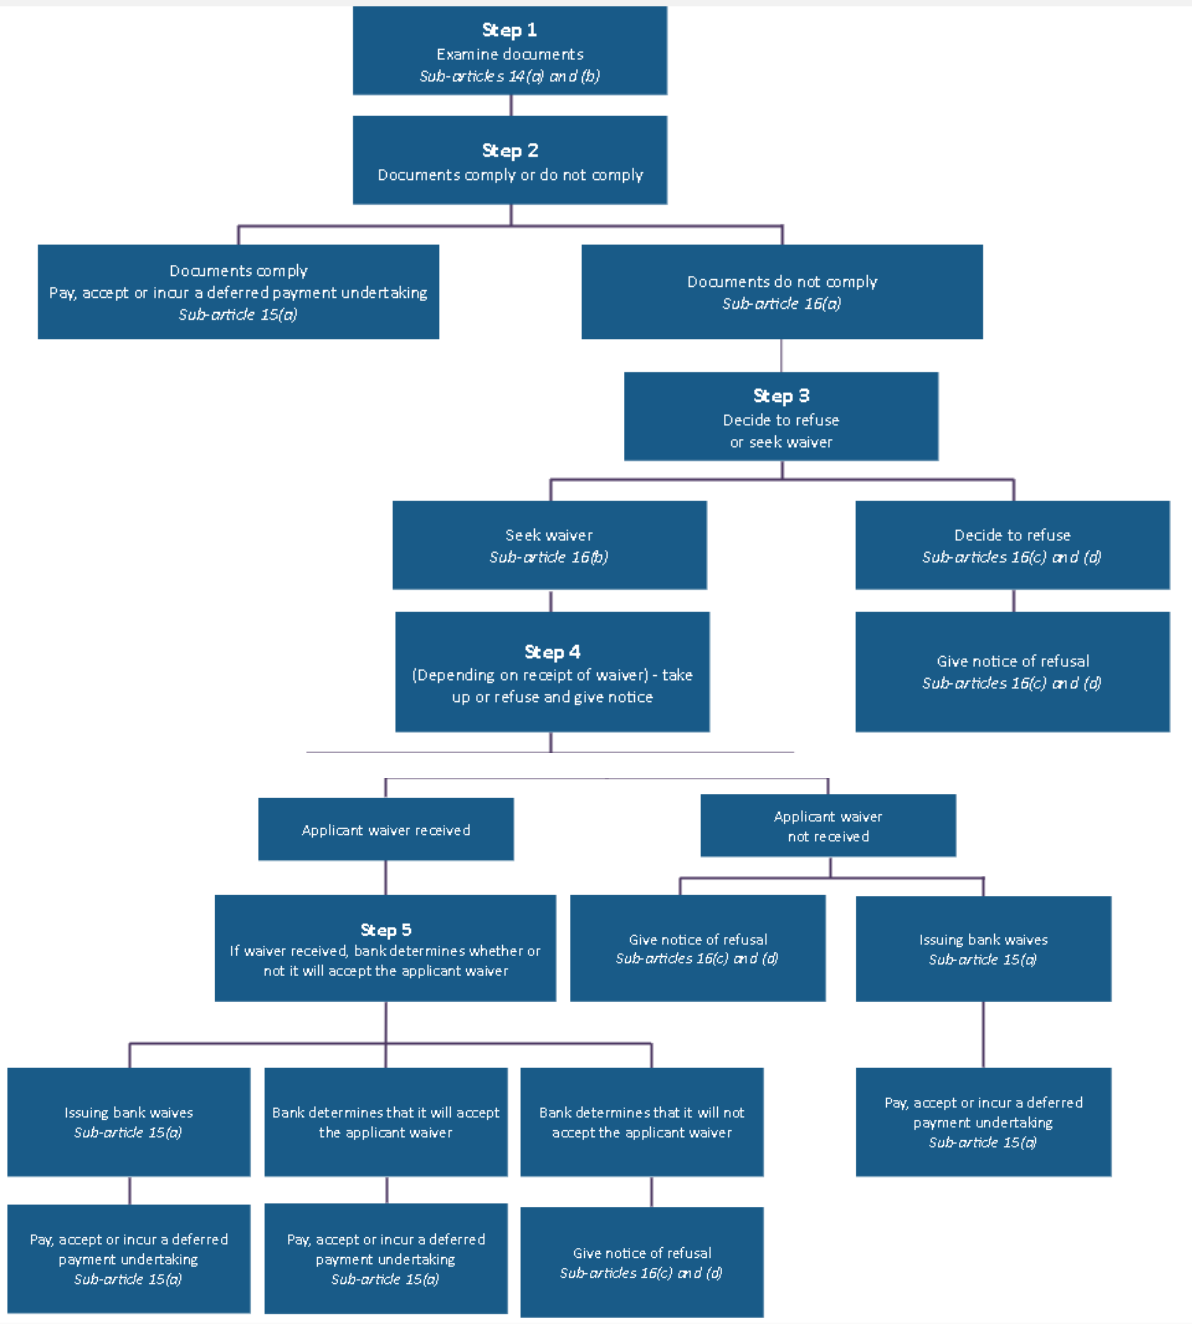 Step 1
Examine documents
Sub-articles 14(a) and (b)
Step 2
Documents comply or do not comply
Documents comply
Pay, accept or incur a deferred payment undertaking
Sub-article 15(a)
Documents do not comply
Sub-article 16(a)
Step 3
Decide to refuse
or seek waiver
Seek waiver
Sub-article 16(b)
Decide to refuse
Sub-articles 16(c) and (d)
Step 4
(Depending on receipt of waiver) - take
up or refuse and give notice
Give notice of refusal
Sub-articles 16(c) and (d)
Applicant waiver received
Applicant waiver
not received
Step 5
If waiver received, bank determines whether or
not it will accept the applicant waiver
Give notice of refusal
Sub-articles 16(c) and (d)
Issuing bank waives
Sub-article 15(a)
Issuing bank waives
Sub-article 15(a)
Bank determines that it will accept
the applicant waiver
Bank determines that it will not
accept the applicant waiver
Pay, accept or incur a deferred
payment undertaking
Sub-article 15(a)
Pay, accept or incur a deferred
payment undertaking
Sub-article 15(a)
Pay, accept or incur a deferred
payment undertaking
Sub-article 15(a)
Give notice of refusal
Sub-articles 16(c) and (d)